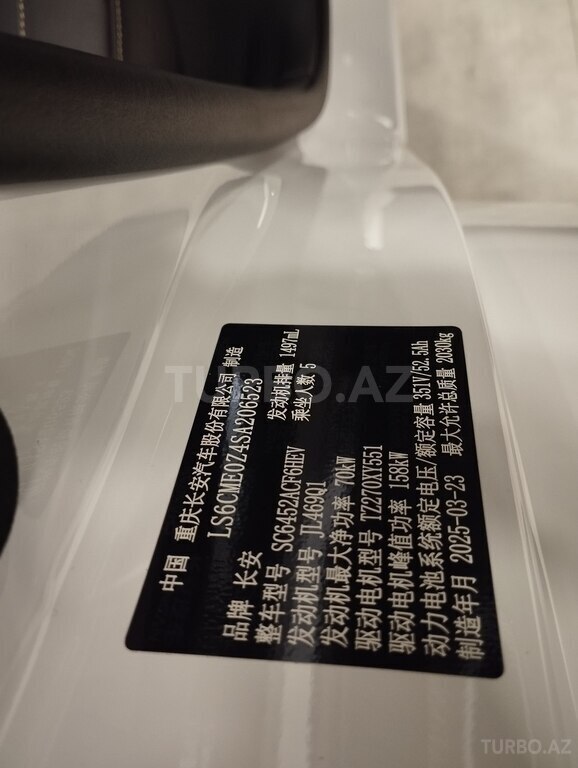 中国 重庆长安汽车股份有限公司 制造
LS6CME0Z4SA206523
品牌 长安
整车型号 SC6452ACF6HEV
发动机型号 JL469Q1 发动机排量 1497mL
发动机最大净功率 70kW 乘坐人数 5
驱动电机型号 TZ270XY551
驱动电机峰值功率 158kW
动力电池系统额定电压/额定容量 351V/52.5Ah
制造年月 2025-03-23 最大允许总质量 2030kg
TURBO.AZ
TURBO.AZ